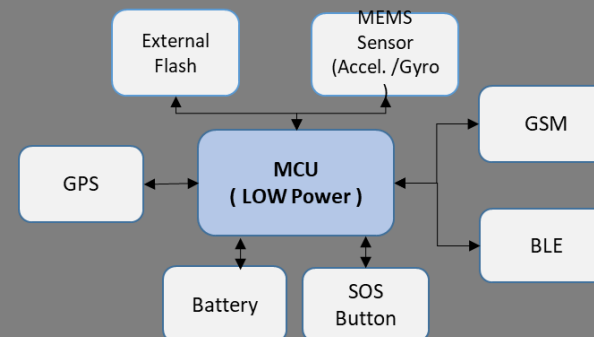 External
Flash
MEMS
Sensor
(Accel. /Gyro
)
GSM
MCU
( LOW Power )
GPS
BLE
Battery
SOS
Button